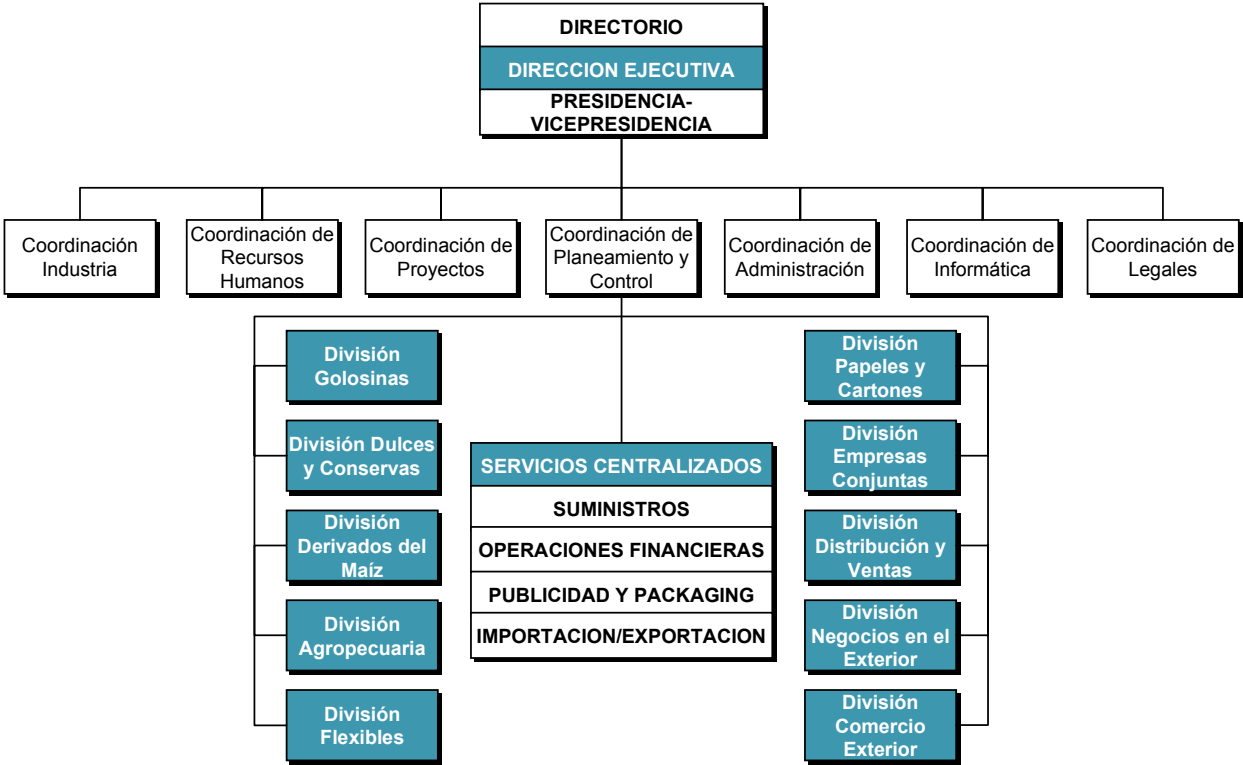 DIRECTORIO
DIRECCION EJECUTIVA
PRESIDENCIA-
VICEPRESIDENCIA
Coordinación
Industria
Coordinación de
Recursos
Humanos
Coordinación de
Proyectos
Coordinación de
Planeamiento y
Control
Coordinación de
Administración
Coordinación de
Informática
Coordinación de
Legales
División
Golosinas
División Dulces
y Conservas
División
Derivados del
Maíz
División
Agropecuaria
División
Flexibles
SERVICIOS CENTRALIZADOS
SUMINISTROS
OPERACIONES FINANCIERAS
PUBLICIDAD Y PACKAGING
IMPORTACION/EXPORTACION
División
Papeles y
Cartones
División
Empresas
Conjuntas
División
Distribución y
Ventas
División
Negocios en el
Exterior
División
Comercio
Exterior